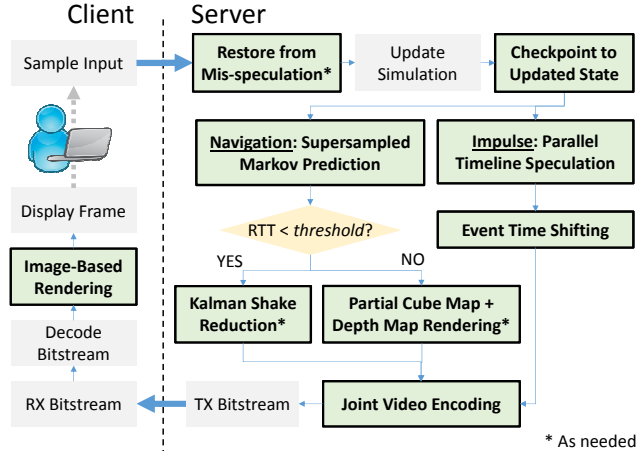 Client
Server
Sample Input
Restore from
Mis-speculation*
Update
Simulation
Checkpoint to
Updated State
Navigation: Supersampled
Markov Prediction
Impulse: Parallel
Timeline Speculation
Display Frame
RTT < threshold?
Event Time Shifting
YES
NO
Image-Based
Rendering
Kalman Shake
Reduction*
Partial Cube Map +
Depth Map Rendering*
Decode
Bitstream
RX Bitstream
TX Bitstream
Joint Video Encoding
* As needed